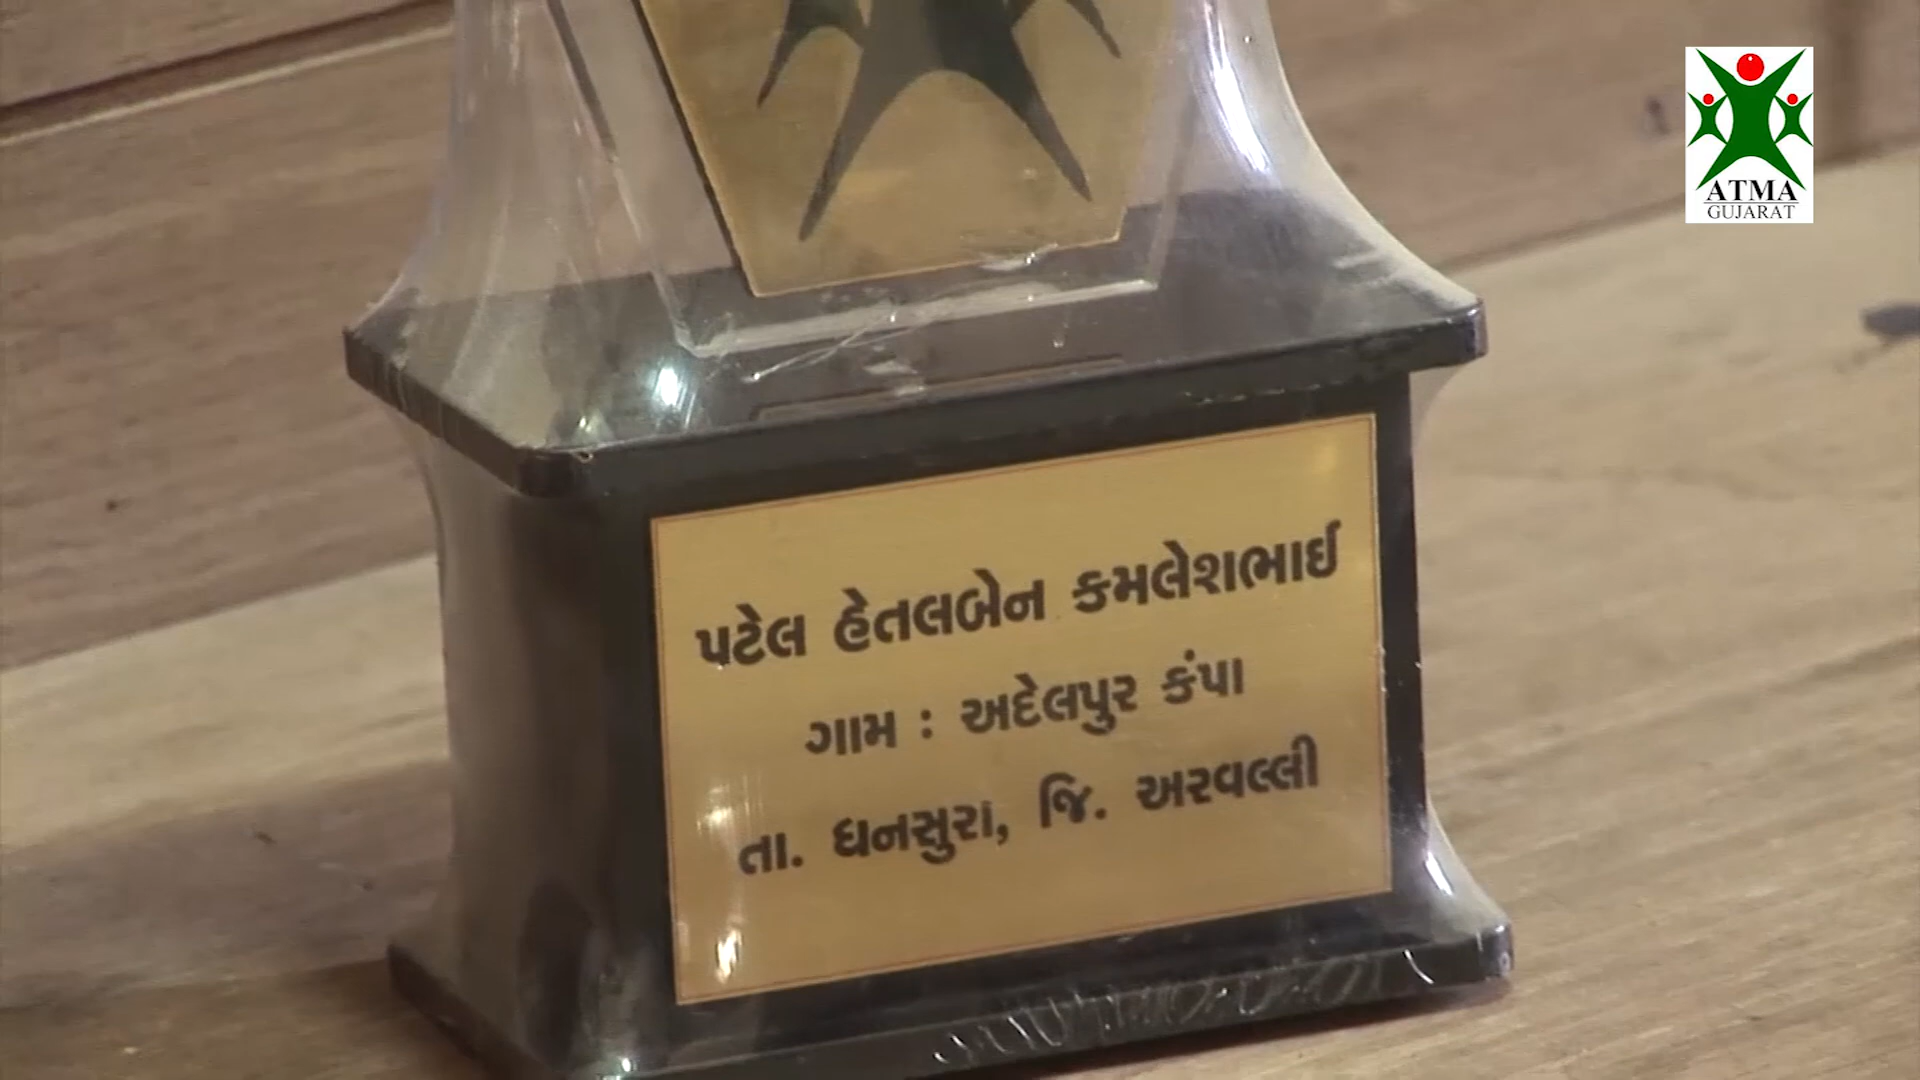 ATMA
GUJARAT
પટેલ હેતલબેન કમલેશભાઈ
ગામ : અદેલપુર કંપા
તા. ધનસુરા, જિ. અરવલ્લી